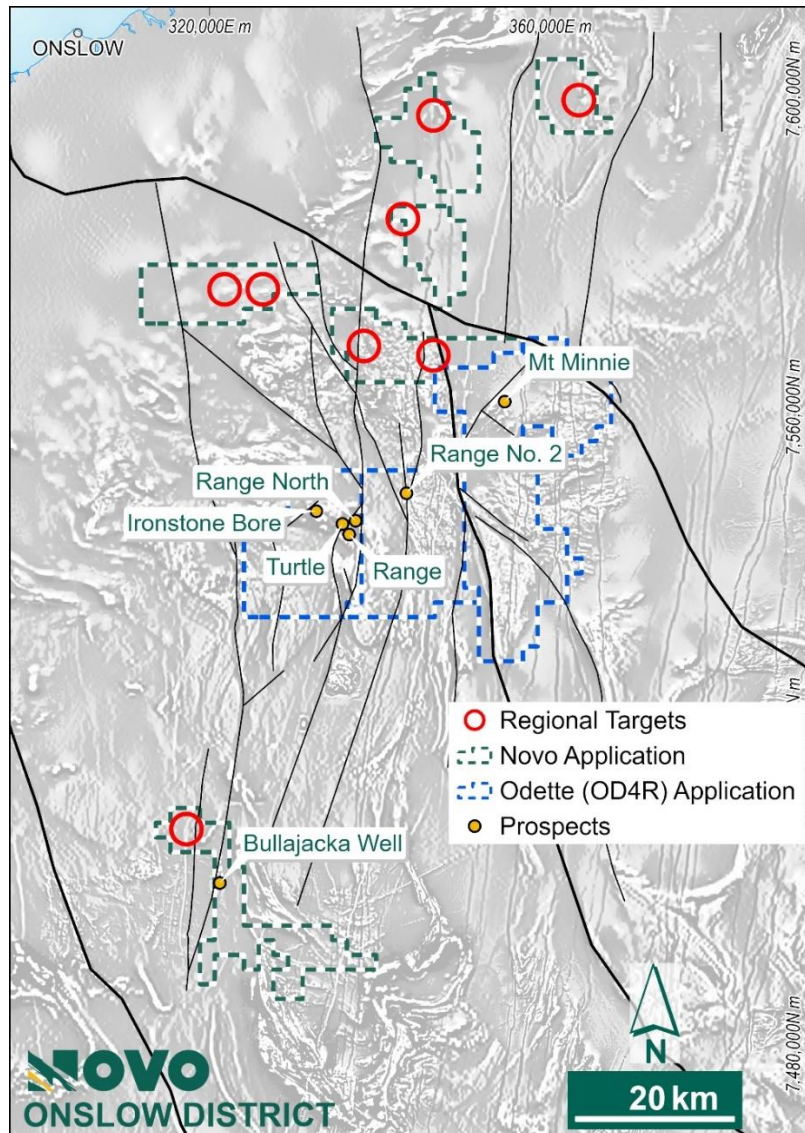 ONSLOW
320,000E m
360,000E m
7,600,000N m
Mt Minnie
7,560,000N m
Range No. 2
Range North
Ironstone Bore
Turtle
Range
N m
Regional Targets
Novo Application
Odette (OD4R) Application
Prospects
Bullajacka Well
N
7,480,000N m
20 km
NOVO
ONSLOW DISTRICT